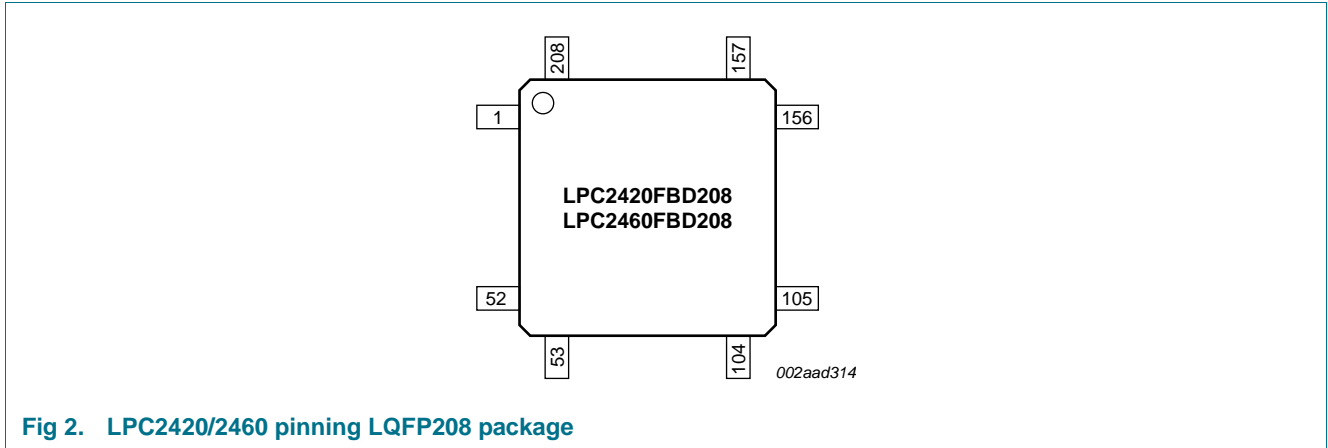 208 157
1 156
LPC2420FBD208
LPC2460FBD208
52 105
53 104
002aad314
Fig 2. LPC2420/2460 pinning LQFP208 package